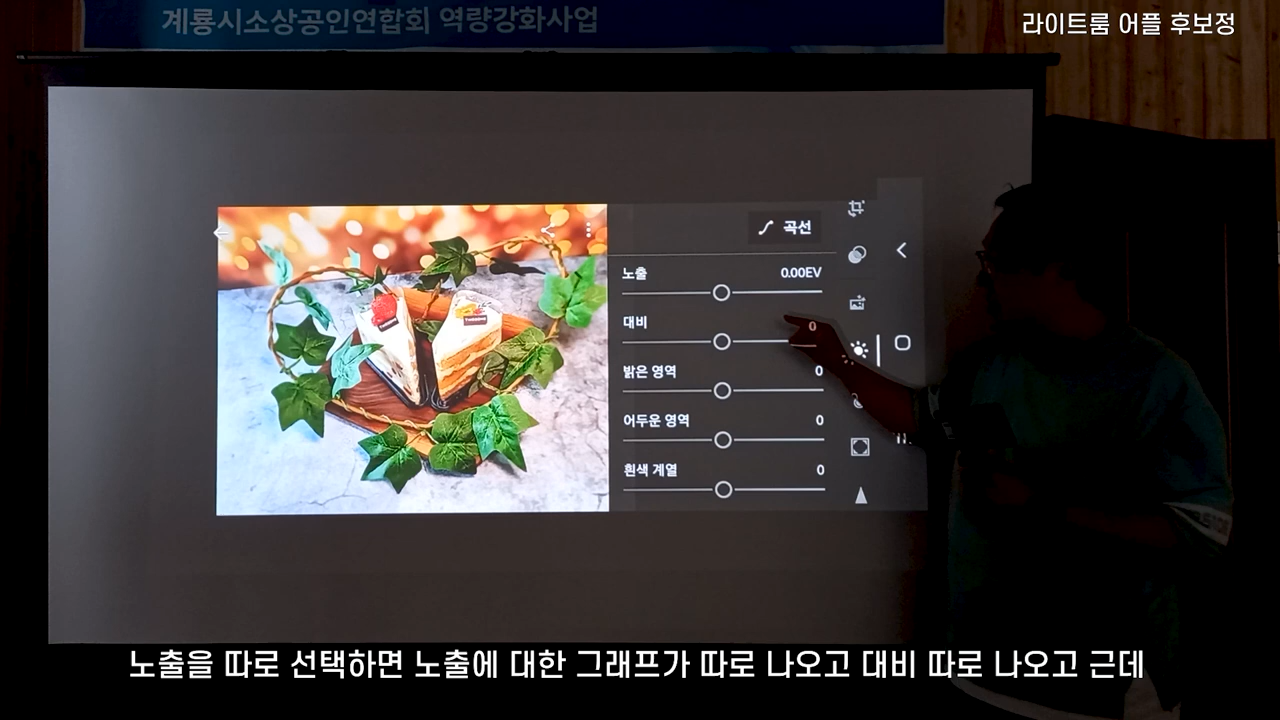 계룡시소상공인연합회 역량강화사업
라이트룸 어플 후보정
곡선
노출 0.00EV
대비 0
밝은 영역 0
어두운 영역 0
흰색 계열 0
노출을 따로 선택하면 노출에 대한 그래프가 따로 나오고 대비 따로 나오고 근데